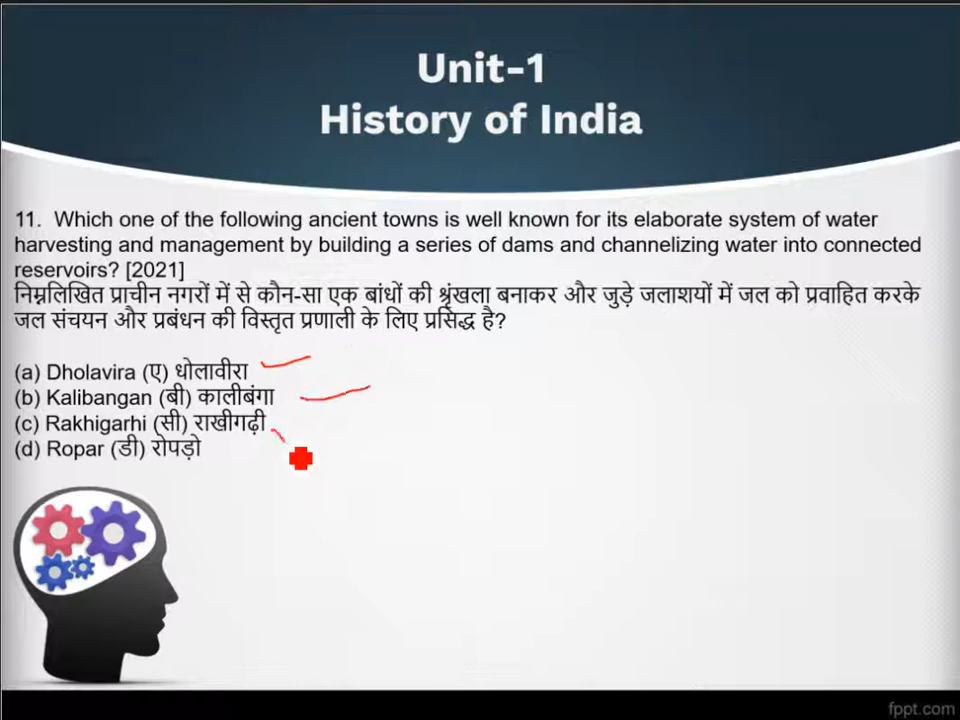 Unit-1
History of India
11. Which one of the following ancient towns is well known for its elaborate system of water
harvesting and management by building a series of dams and channelizing water into connected
reservoirs? [2021]
निम्नलिखित प्राचीन नगरों में से कौन-सा एक बांधों की श्रृंखला बनाकर और जुड़े जलाशयों में जल को प्रवाहित करके
जल संचयन और प्रबंधन की विस्तृत प्रणाली के लिए प्रसिद्ध है?
(a) Dholavira (ए) धोलावीरा
(b) Kalibangan (बी) कालीबंगा
(c) Rakhigarhi (सी) राखीगढ़ी
(d) Ropar (डी) रोपड़ो
fppt.com